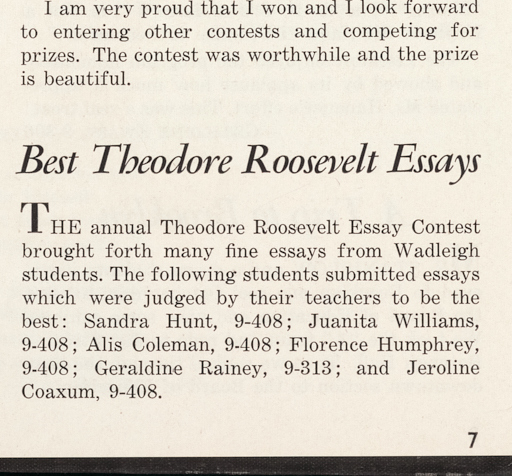 I am very proud that I won and I look forward
to entering other contests and competing for
prizes. The contest was worthwhile and the prize
is beautiful.
Best Theodore Roosevelt Essays
THE annual Theodore Roosevelt Essay Contest
brought forth many fine essays from Wadleigh
students. The following students submitted essays
which were judged by their teachers to be the
best: Sandra Hunt, 9-408; Juanita Williams,
9-408; Alis Coleman, 9-408; Florence Humphrey,
9-408; Geraldine Rainey, 9-313; and Jeroline
Coaxum, 9-408.
7